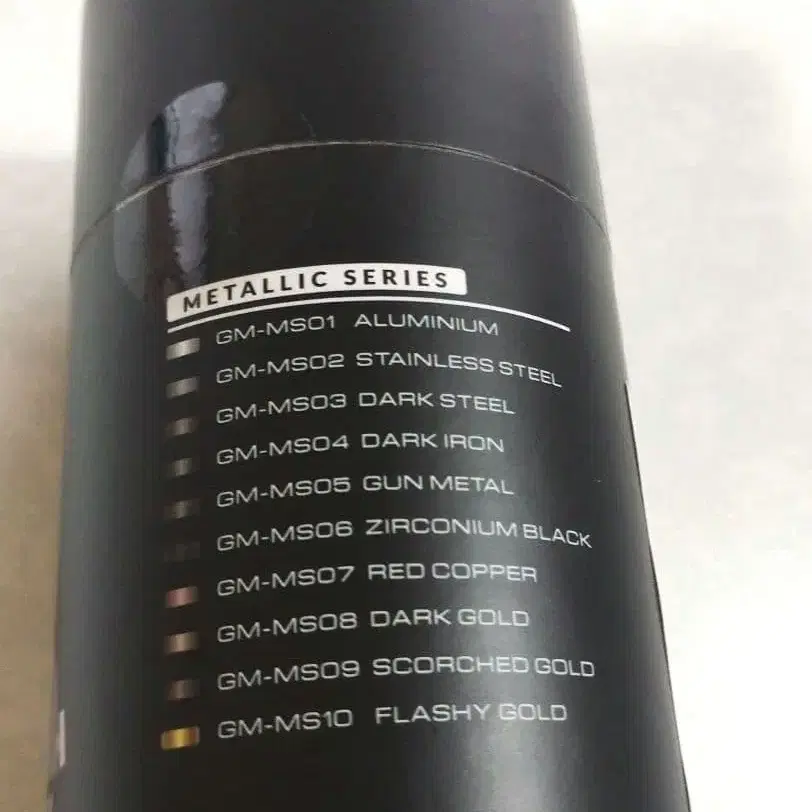 METALLIC SERIES
GM-MS01 ALUMINIUM
GM-MS02 STAINLESS STEEL
GM-MS03 DARK STEEL
GM-MS04 DARK IRON
GM-MS05 GUN METAL
GM-MS06 ZIRCONIUM BLACK
GM-MS07 RED COPPER
GM-MS08 DARK GOLD
GM-MS09 SCORCHED GOLD
GM-MS10 FLASHY GOLD